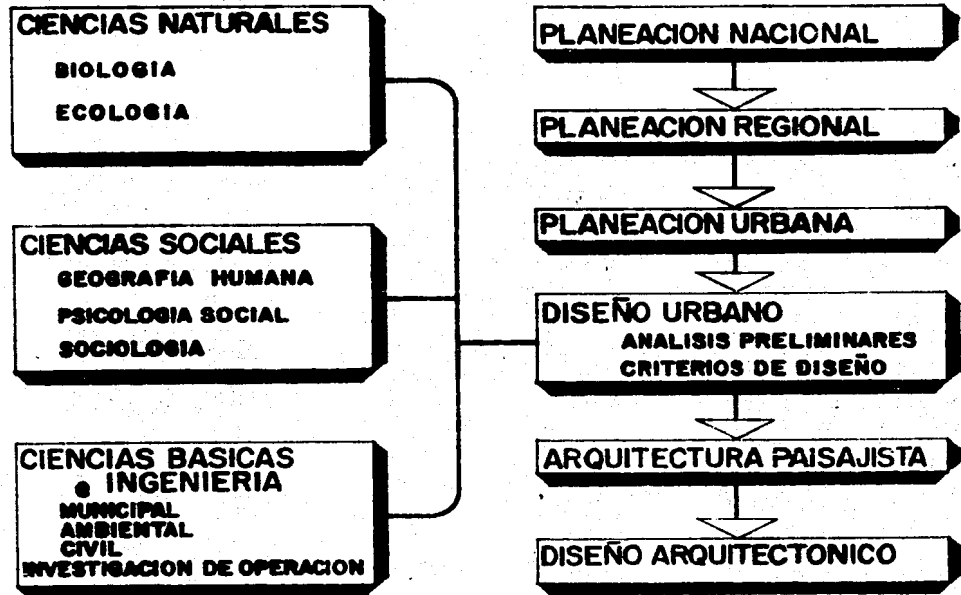 CIENCIAS NATURALES
BIOLOGIA
ECOLOGIA
CIENCIAS SOCIALES
GEOGRAFIA HUMANA
PSICOLOGIA SOCIAL
SOCIOLOGIA
CIENCIAS BASICAS
e INGENIERIA
MUNICIPAL
AMBIENTAL
CIVIL
INVESTIGACION DE OPERACION
PLANEACION NACIONAL
PLANEACION REGIONAL
PLANEACION URBANA
DISEÑO URBANO
ANALISIS PRELIMINARES
CRITERIOS DE DISEÑO
ARQUITECTURA PAISAJISTA
DISEÑO ARQUITECTONICO